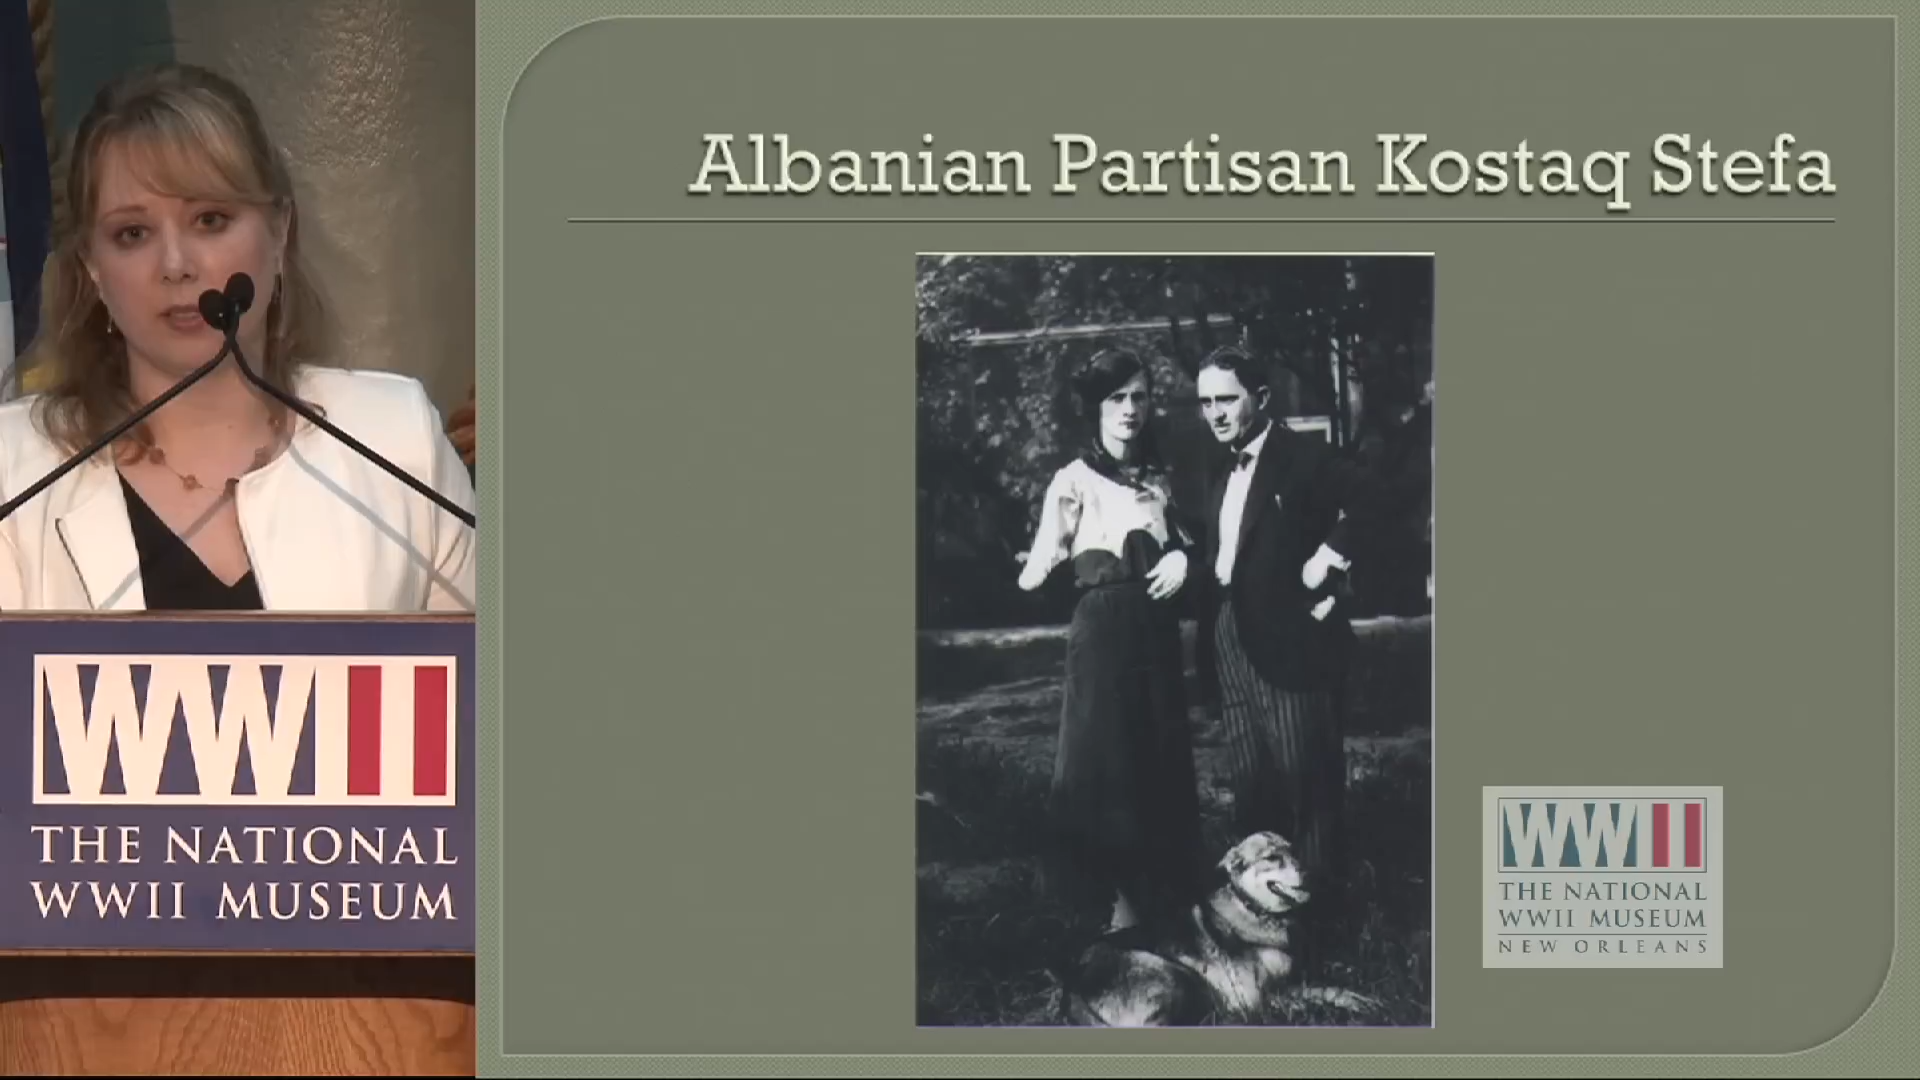 Albanian Partisan Kostaq Stefa
WWII
THE NATIONAL
WWII MUSEUM
WWII
THE NATIONAL
WWII MUSEUM
NEW ORLEANS